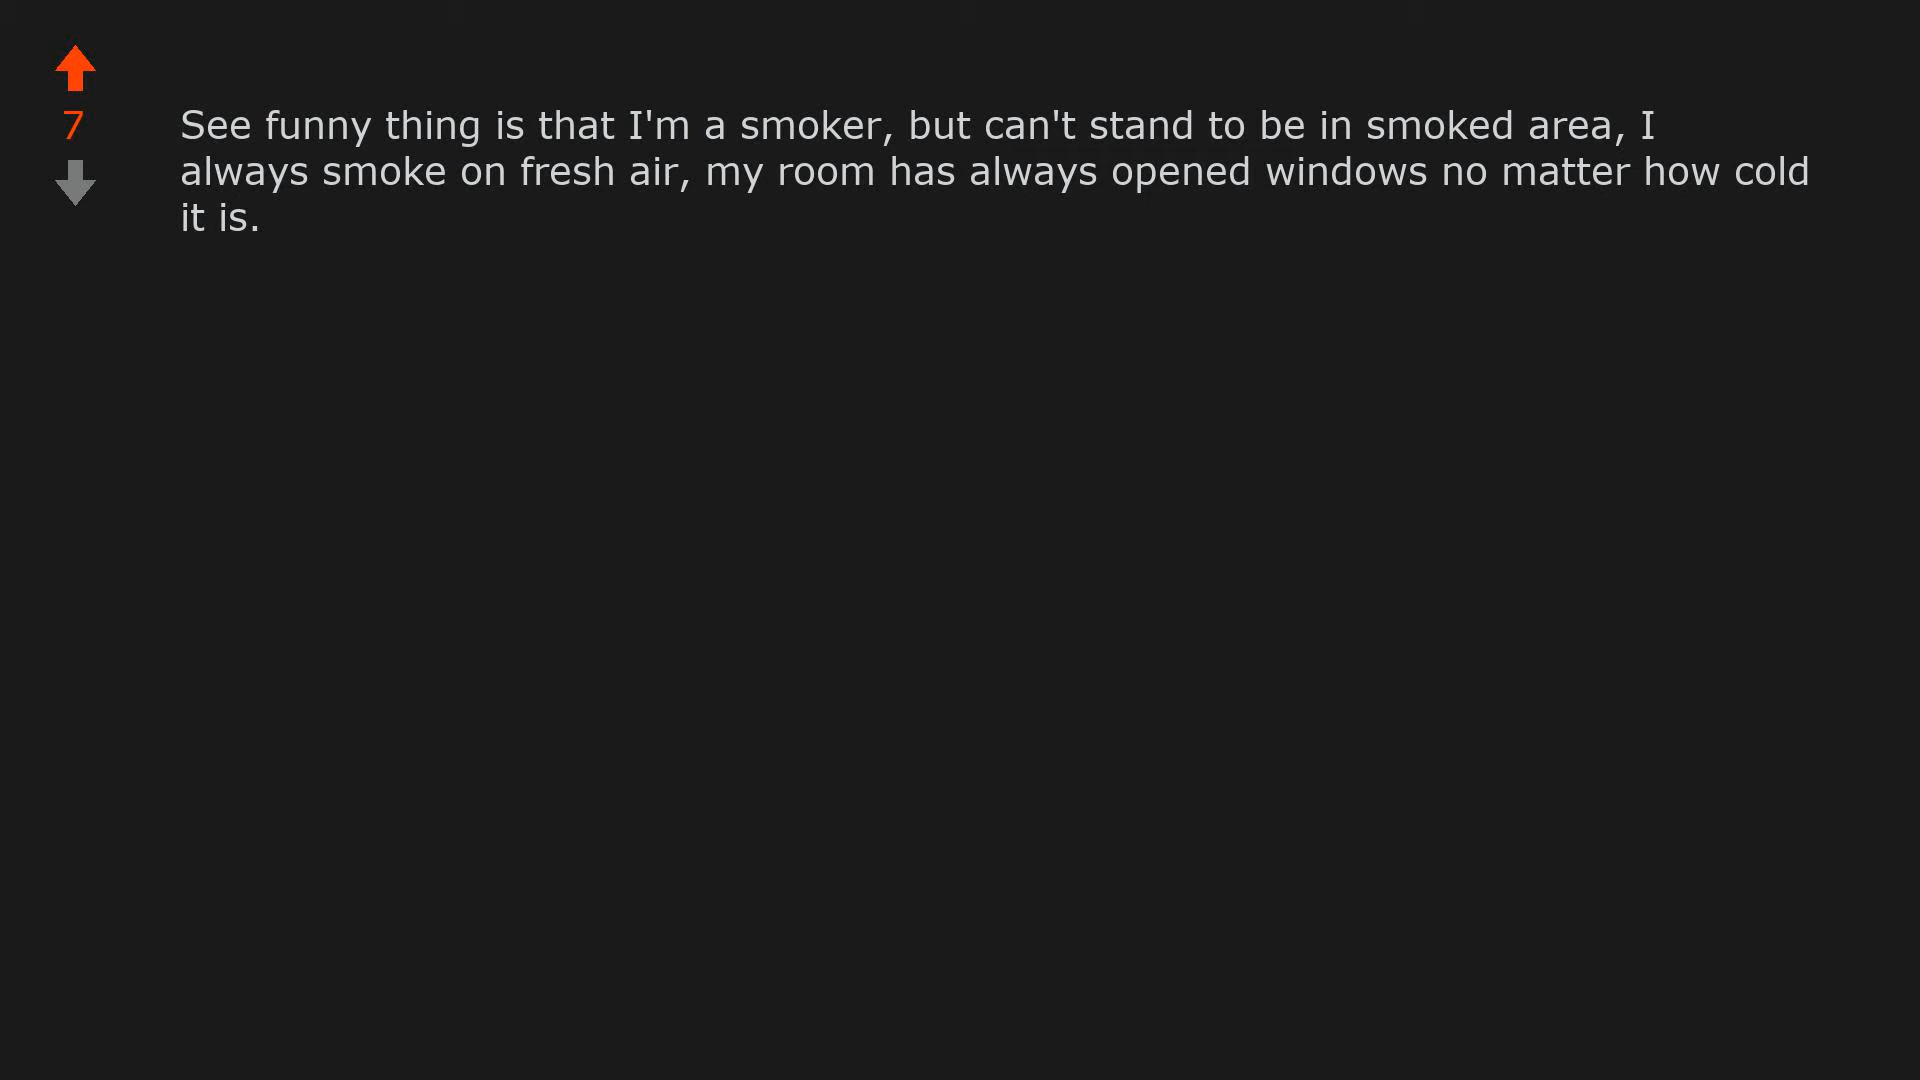 7
See funny thing is that I'm a smoker, but can't stand to be in smoked area, I
always smoke on fresh air, my room has always opened windows no matter how cold
it is.